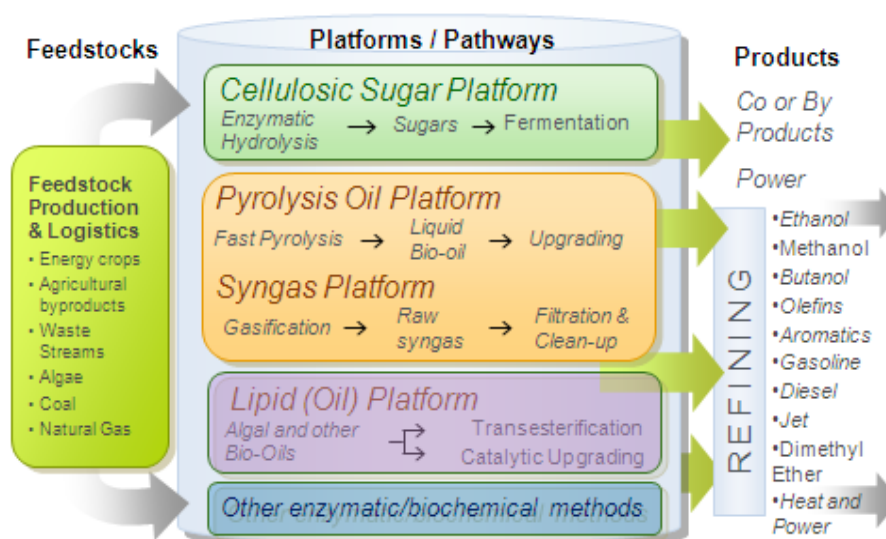 Feedstocks
Platforms / Pathways
Products
Feedstock
Production
& Logistics
• Energy crops
• Agricultural
byproducts
• Waste
Streams
• Algae
• Coal
• Natural Gas
Cellulosic Sugar Platform
Enzymatic
Hydrolysis → Sugars → Fermentation
Pyrolysis Oil Platform
Fast Pyrolysis → Liquid
Bio-oil → Upgrading
Syngas Platform
Gasification → Raw
syngas → Filtration &
Clean-up
Lipid (Oil) Platform
Algal and other
Bio-Oils
Transesterification
Catalytic Upgrading
Other enzymatic/biochemical methods
Co or By
Products
Power
REFINING
•Ethanol
•Methanol
•Butanol
•Olefins
•Aromatics
•Gasoline
•Diesel
•Jet
•Dimethyl
Ether
•Heat and
Power